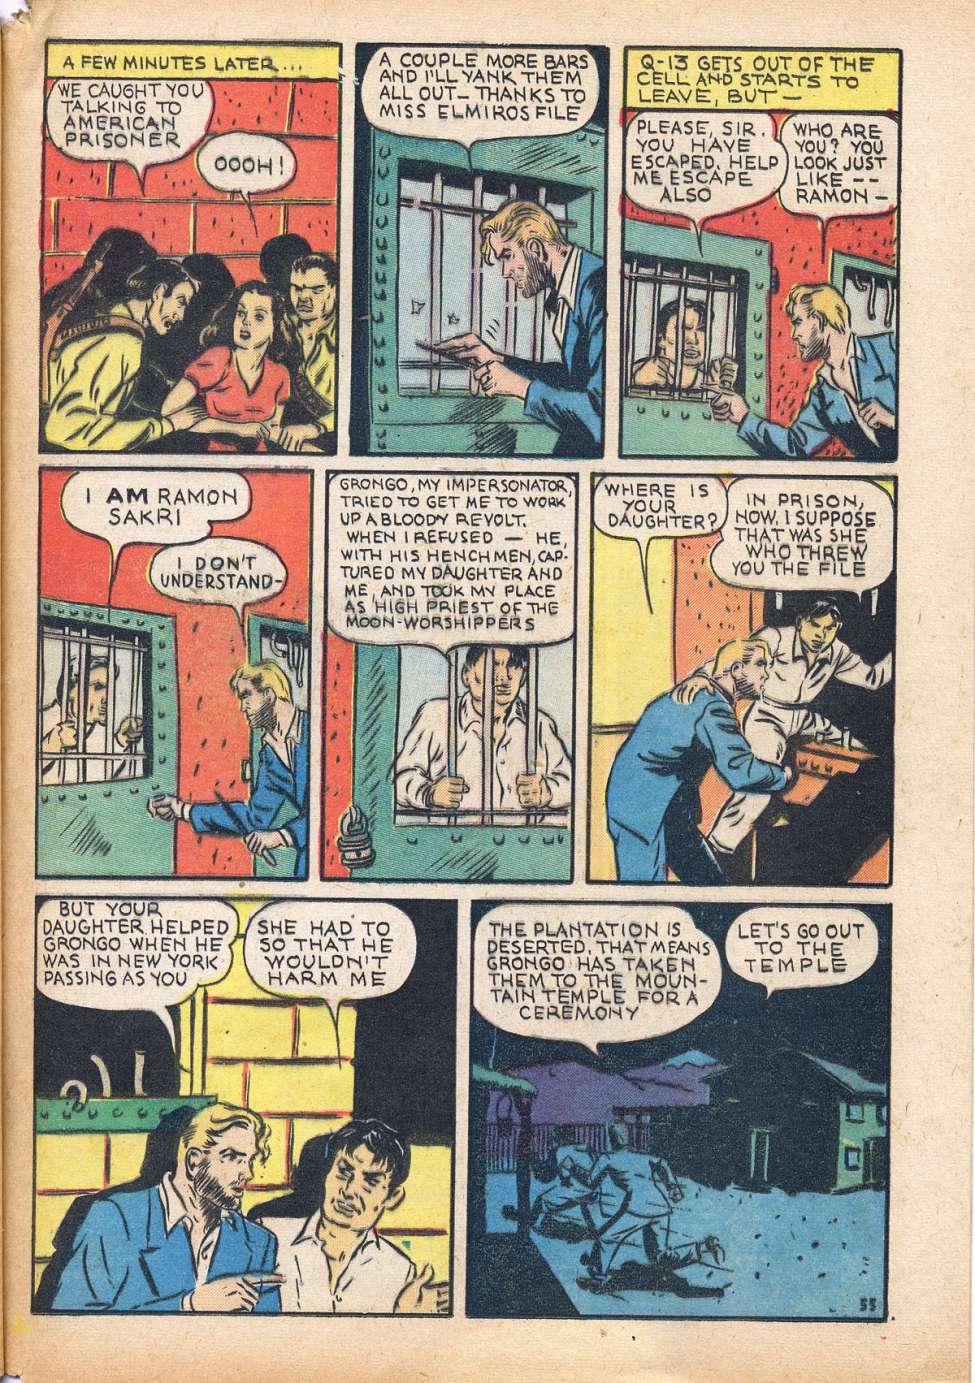 A FEW MINUTES LATER...
WE CAUGHT YOU
TALKING TO
AMERICAN
PRISONER
OOOH!
A COUPLE MORE BARS
AND I'LL YANK THEM
ALL OUT — THANKS TO
MISS ELMIROS FILE
Q-13 GETS OUT OF THE
CELL AND STARTS TO
LEAVE, BUT —
PLEASE, SIR.
YOU HAVE
ESCAPED. HELP
ME ESCAPE
ALSO
WHO ARE
YOU? YOU
LOOK JUST
LIKE --
RAMON -
I AM RAMON
SAKRI
I DON'T
UNDERSTAND-
GRONGO, MY IMPERSONATOR,
TRIED TO GET ME TO WORK
UP A BLOODY REVOLT.
WHEN I REFUSED — HE,
WITH HIS HENCHMEN, CAP-
TURED MY DAUGHTER AND
ME, AND TOOK MY PLACE
AS HIGH PRIEST OF THE
MOON-WORSHIPPERS
WHERE IS
YOUR
DAUGHTER?
IN PRISON,
NOW. I SUPPOSE
THAT WAS SHE
WHO THREW
YOU THE FILE
BUT YOUR
DAUGHTER HELPED
GRONGO WHEN HE
WAS IN NEW YORK
PASSING AS YOU
SHE HAD TO
SO THAT HE
WOULDN'T
HARM ME
THE PLANTATION IS
DESERTED, THAT MEANS
GRONGO HAS TAKEN
THEM TO THE MOUN-
TAIN TEMPLE FOR A
CEREMONY
LET'S GO OUT
TO THE
TEMPLE
55